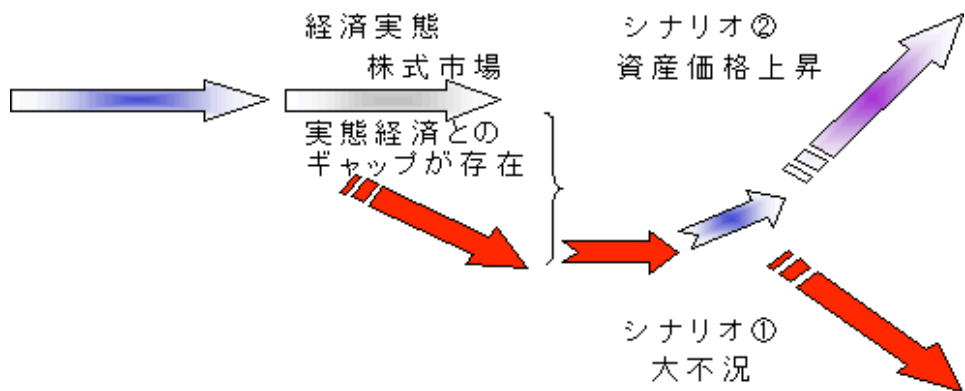 経済実態
株式市場
実態経済との
ギャップが存在
シナリオ②
資産価格上昇
シナリオ①
大不況